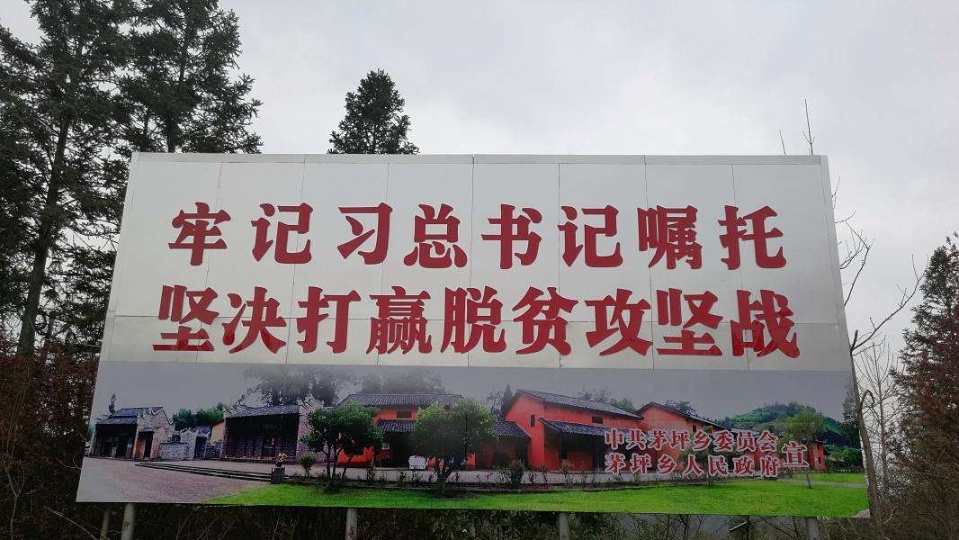 牢记习总书记嘱托
坚决打赢脱贫攻坚战
中共茅坪乡委员会
茅坪乡人民政府
宣